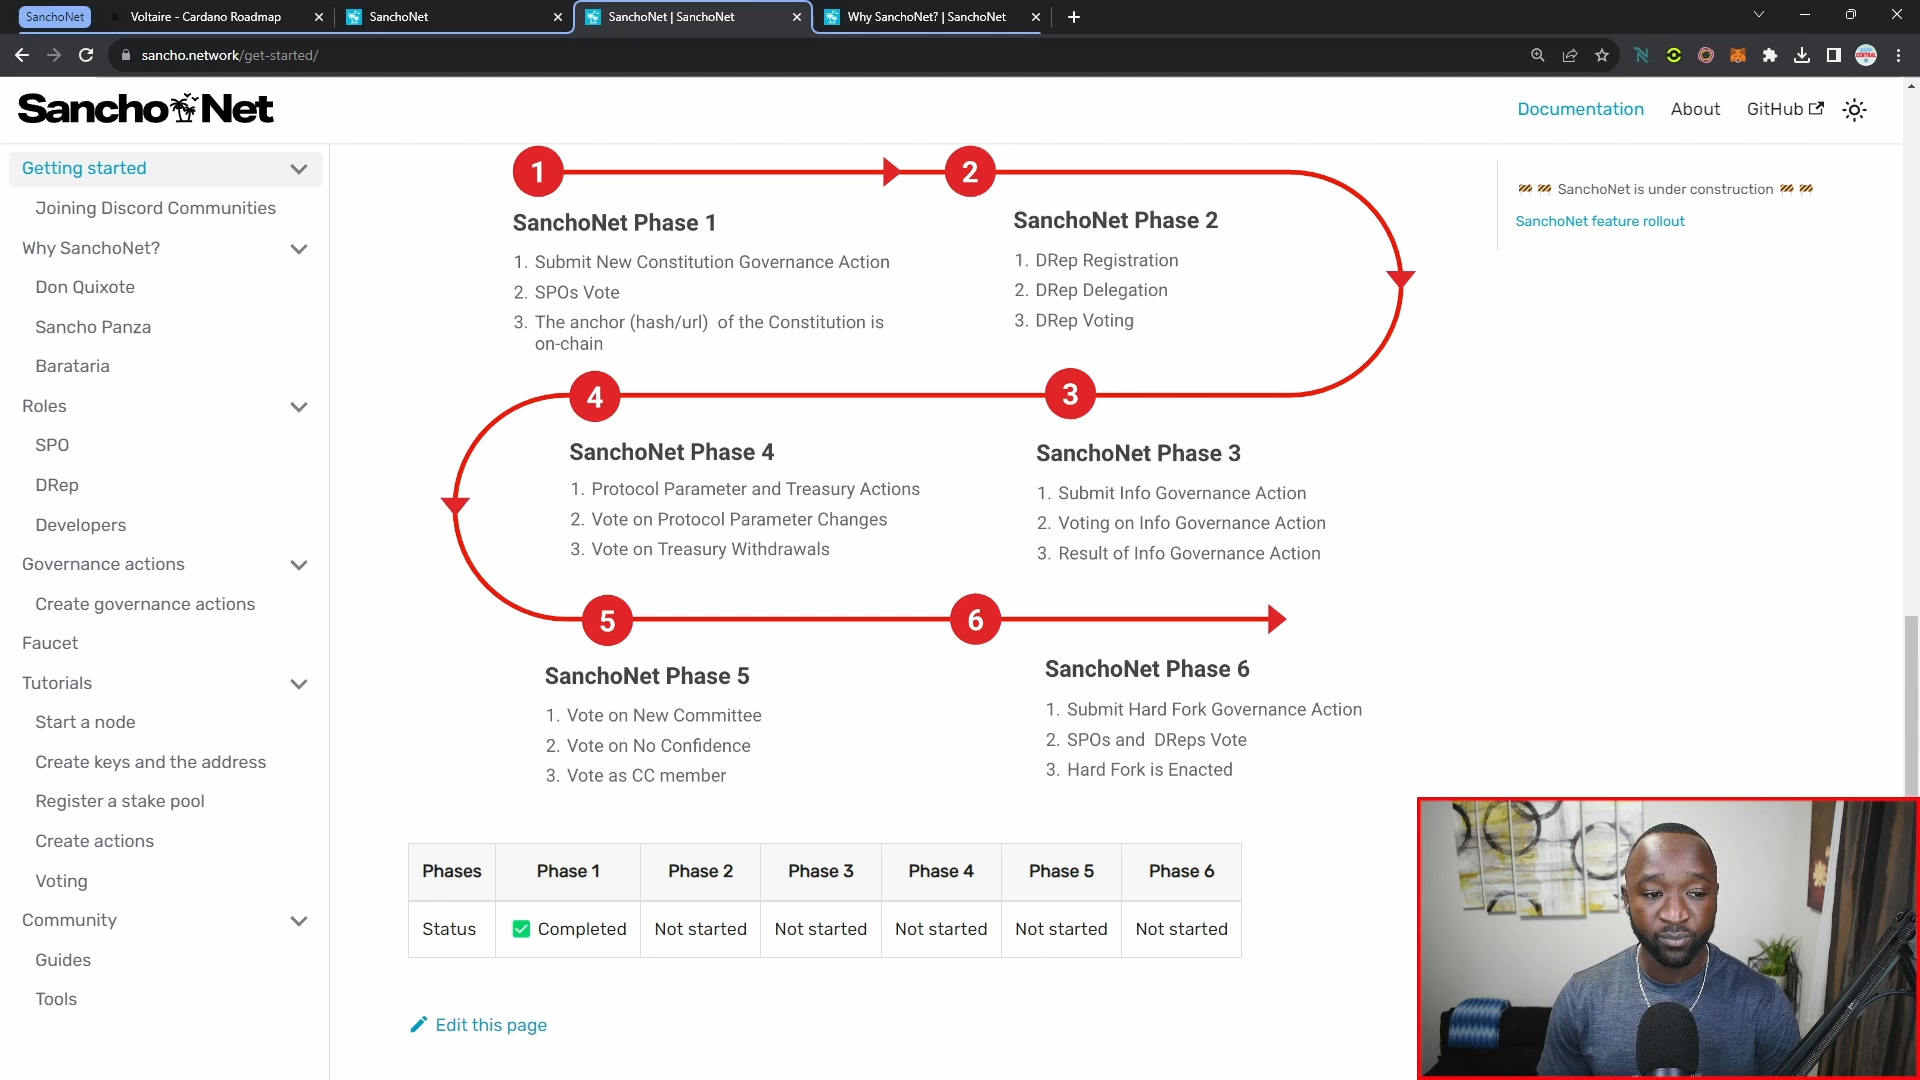 SanchoNet
Voltaire - Cardano Roadmap
SanchoNet
SanchoNet | SanchoNet
Why SanchoNet? | SanchoNet
sancho.network/get-started/
Sancho Net
Documentation
About
GitHub
Getting started
Joining Discord Communities
Why SanchoNet?
Don Quixote
Sancho Panza
Barataria
Roles
SPO
DRep
Developers
Governance actions
Create governance actions
Faucet
Tutorials
Start a node
Create keys and the address
Register a stake pool
Create actions
Voting
Community
Guides
Tools
1
SanchoNet Phase 1
1. Submit New Constitution Governance Action
2. SPOs Vote
3. The anchor (hash/url) of the Constitution is
on-chain
2
SanchoNet Phase 2
1. DRep Registration
2. DRep Delegation
3. DRep Voting
3
SanchoNet Phase 3
1. Submit Info Governance Action
2. Voting on Info Governance Action
3. Result of Info Governance Action
4
SanchoNet Phase 4
1. Protocol Parameter and Treasury Actions
2. Vote on Protocol Parameter Changes
3. Vote on Treasury Withdrawals
5
SanchoNet Phase 5
1. Vote on New Committee
2. Vote on No Confidence
3. Vote as CC member
6
SanchoNet Phase 6
1. Submit Hard Fork Governance Action
2. SPOs and DReps Vote
3. Hard Fork is Enacted
Phases Phase 1 Phase 2 Phase 3 Phase 4 Phase 5 Phase 6
Status Completed Not started Not started Not started Not started Not started
Edit this page
SanchoNet is under construction
SanchoNet feature rollout